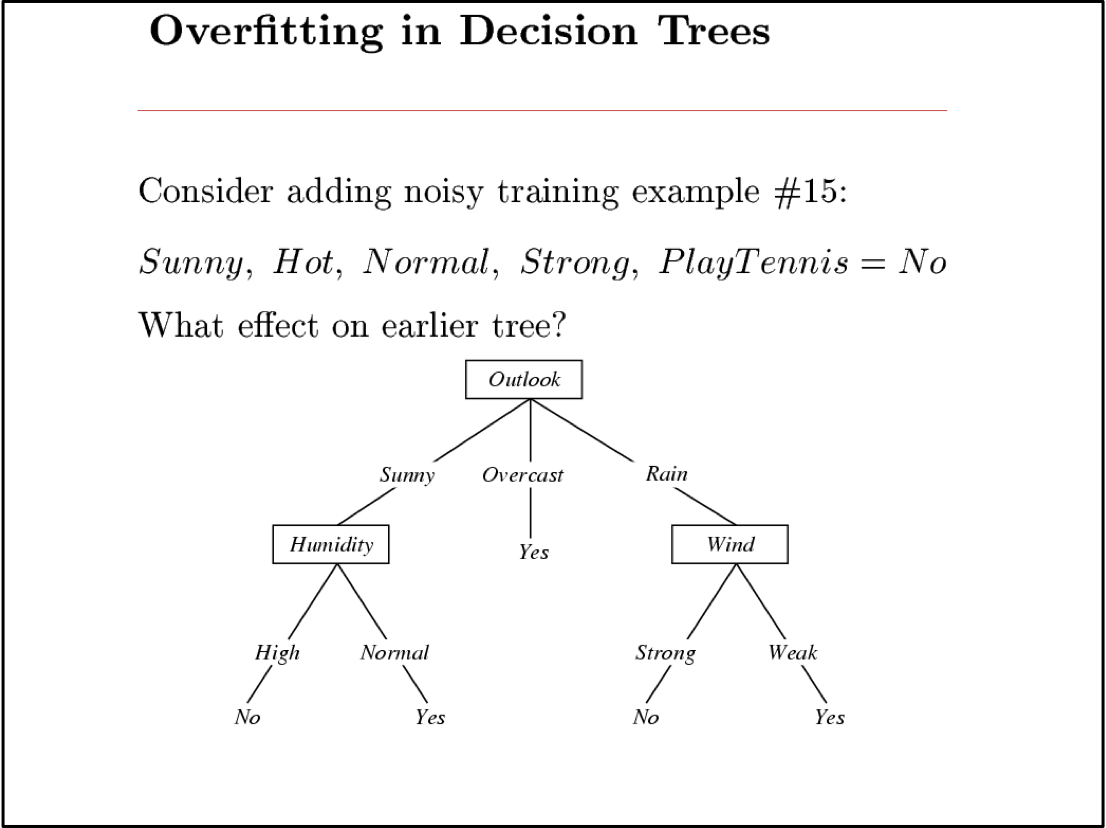 Overfitting in Decision Trees
Consider adding noisy training example #15:
Sunny, Hot, Normal, Strong, PlayTennis = No
What effect on earlier tree?
Outlook
Sunny Overcast Rain
Humidity Yes Wind
High Normal Strong Weak
No Yes No Yes